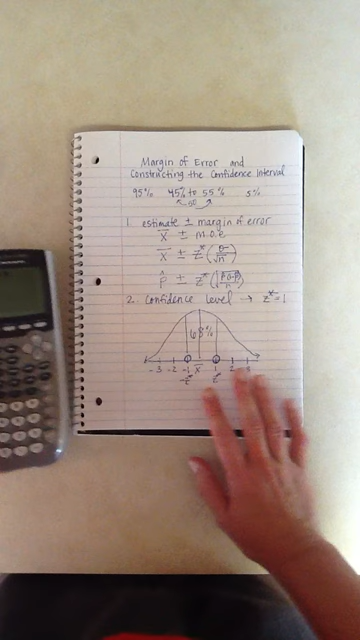 Margin of Error and
Constructing the Confidence Interval
95% 45% to 55% 5%
50
1. estimate ± margin of error
x̄ ± m.o.e
x̄ ± z*(σ/√n)
p̂ ± z*(√p̂(1-p̂)/n)
2. Confidence level → z*=1
68%
-3 -2 -1 x̄ 1 2 3
-z* z*